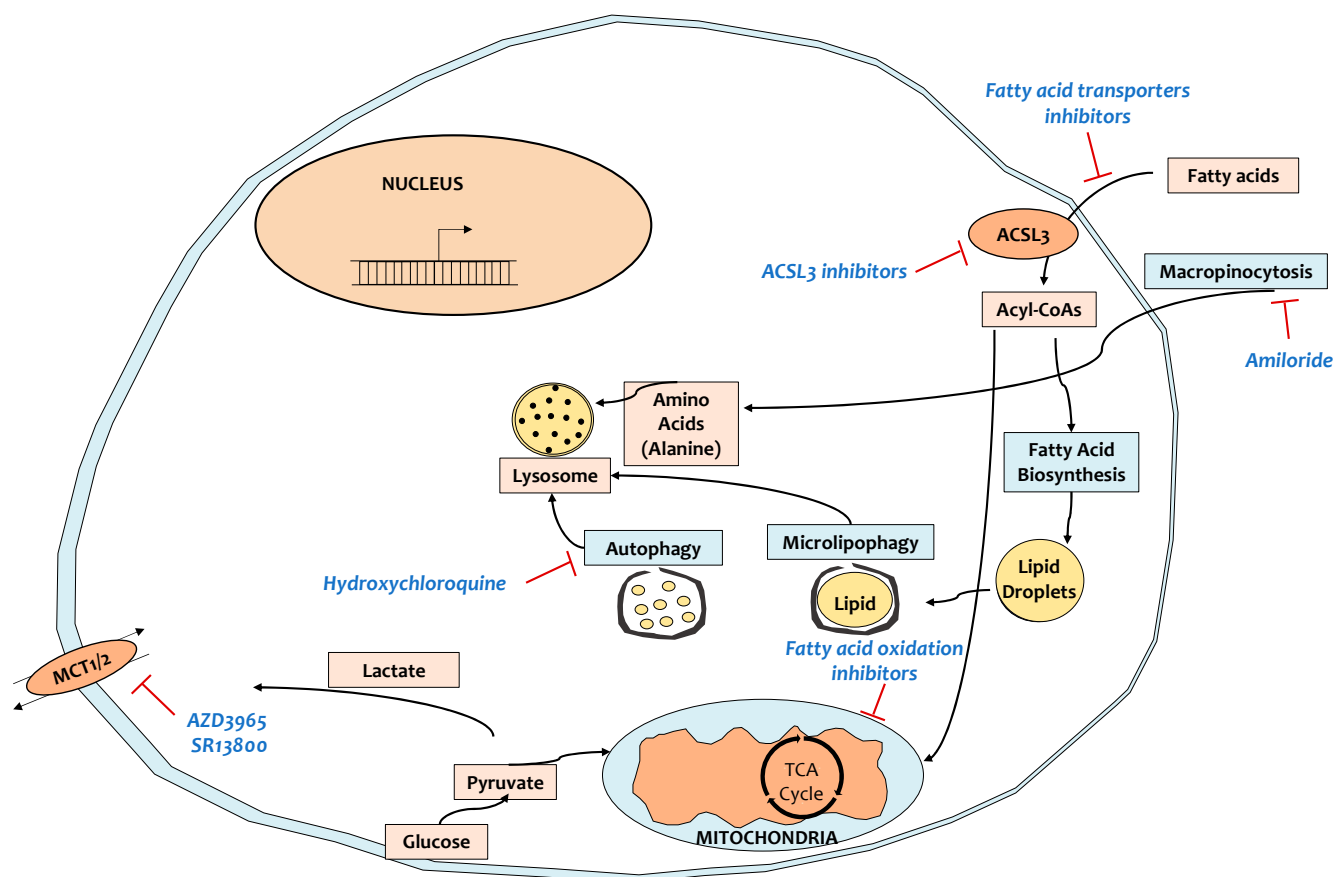 Fatty acid transporters
inhibitors
Fatty acids
NUCLEUS
ACSL3
ACSL3 inhibitors
Macropinocytosis
Acyl-CoAs
Amiloride
Amino
Acids
(Alanine)
Fatty Acid
Biosynthesis
Lysosome
Autophagy
Microlipophagy
Hydroxychloroquine
Lipid
Droplets
Lipid
Fatty acid oxidation
inhibitors
MCT1/2
Lactate
AZD3965
SR13800
Pyruvate
TCA
Cycle
Glucose
MITOCHONDRIA